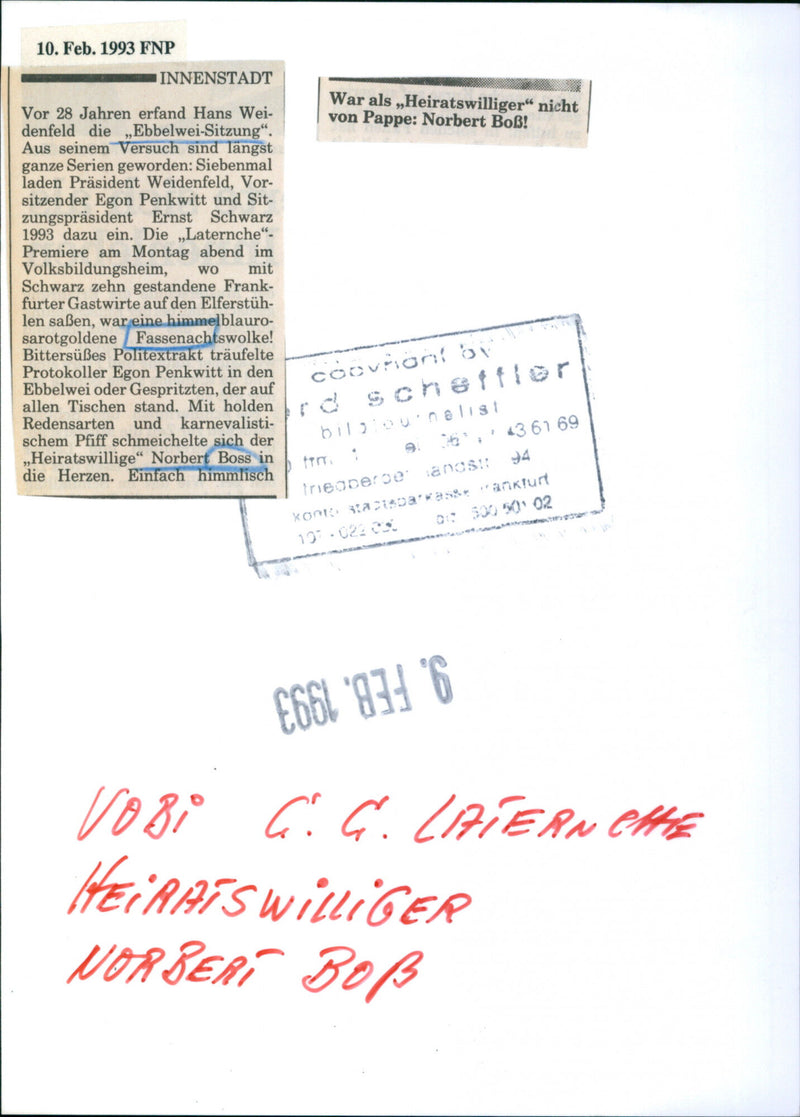 10. Feb. 1993 FNP
INNENSTADT
Vor 28 Jahren erfand Hans Wei-
denfeld die „Ebbelwei-Sitzung“.
Aus seinem Versuch sind längst
ganze Serien geworden: Siebenmal
laden Präsident Weidenfeld, Vor-
sitzender Egon Penkwitt und Sit-
zungspräsident Ernst Schwarz
1993 dazu ein. Die „Laternche“-
Premiere am Montag abend im
Volksbildungsheim, wo mit
Schwarz zehn gestandene Frank-
furter Gastwirte auf den Elferstüh-
len saßen, war eine himmelblauro-
sarotgoldene Fassenachtswolke!
Bittersüßes Politextrakt träufelte
Protokoller Egon Penkwitt in den
Ebbelwei oder Gespritzten, der auf
allen Tischen stand. Mit holden
Redensarten und karnevalisti-
schem Pfiff schmeichelte sich der
„Heiratswillige“ Norbert Boss in
die Herzen. Einfach himmlisch
War als „Heiratswilliger“ nicht
von Pappe: Norbert Boß!
copyright by
scheffler
bildjournalist
43 61 69
94
frankfurt
02
9. FEB. 1993
VOBI G. G. LATERNCHE
HEIRATSWILLIGER
NORBERT BOß